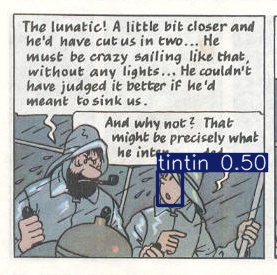 The lunatic! A little bit closer and
he'd have cut us in two... He
must be crazy sailing like that,
without any lights... He couldn't
have judged it better if he'd
meant to sink us.
And why not? That
might be precisely what
he
tintin 0.50